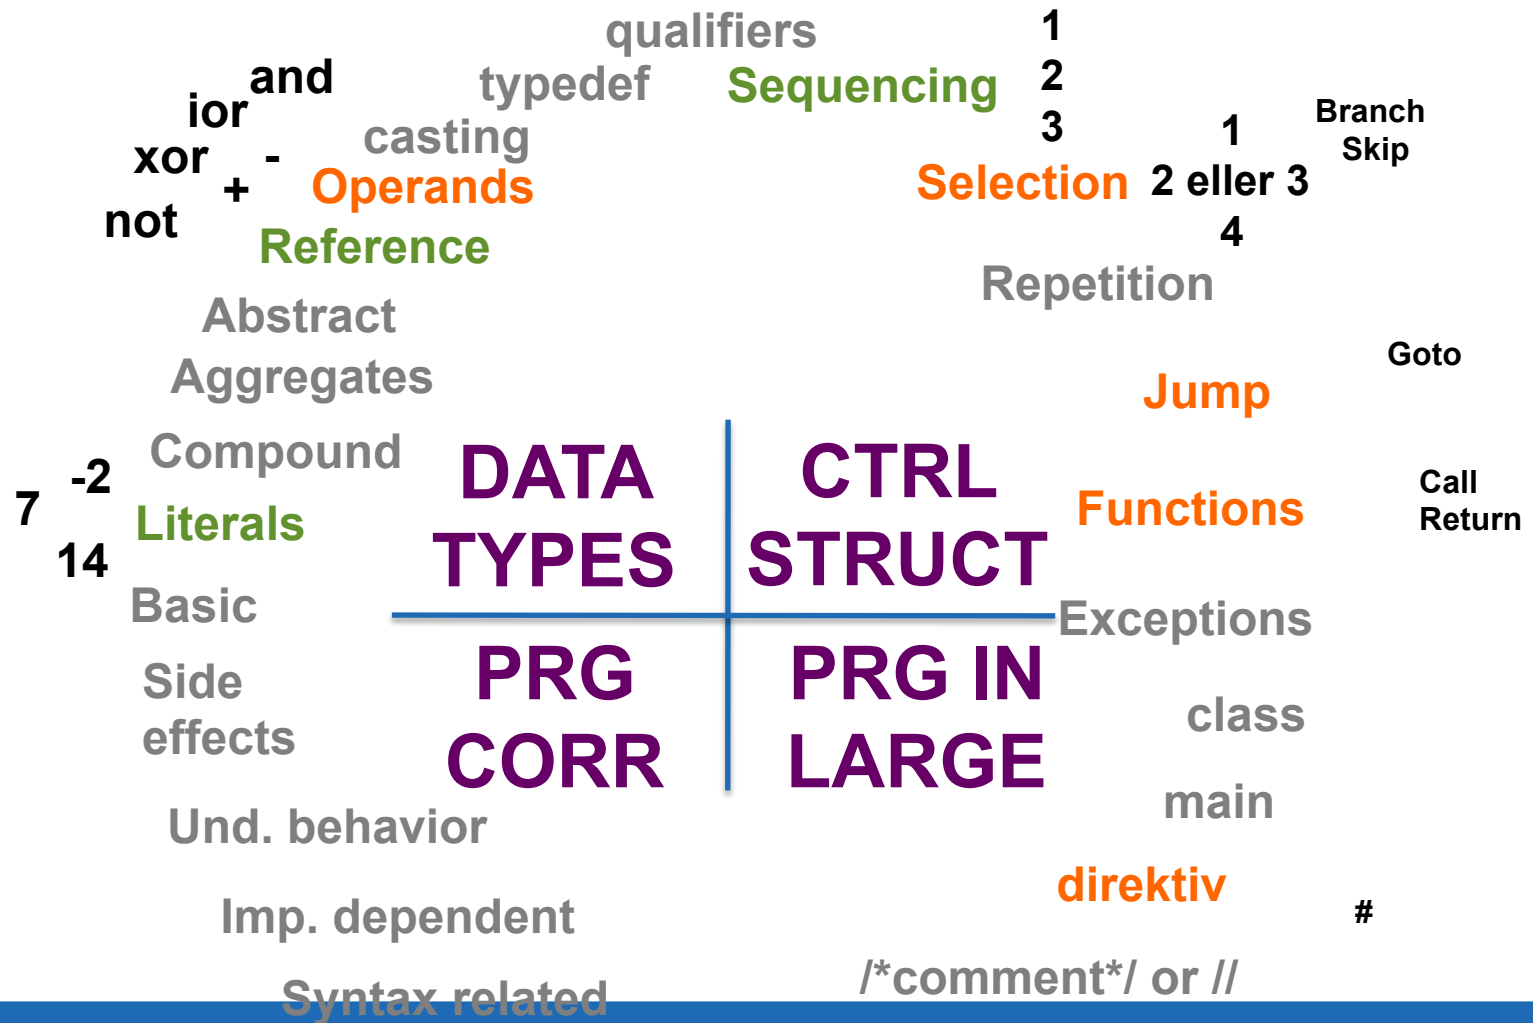 qualifiers
typedef
casting
Operands
Reference
Abstract
Aggregates
Compound
Literals
Basic
and
ior
xor
-
+
not
-2
7
14
Sequencing
1
2
3
Selection
1
2 eller 3
4
Branch
Skip
Repetition
Jump
Goto
Functions
Call
Return
Exceptions
DATA
TYPES
CTRL
STRUCT
PRG
CORR
PRG IN
LARGE
Side
effects
Und. behavior
Imp. dependent
Syntax related
class
main
direktiv
#
/*comment*/ or //